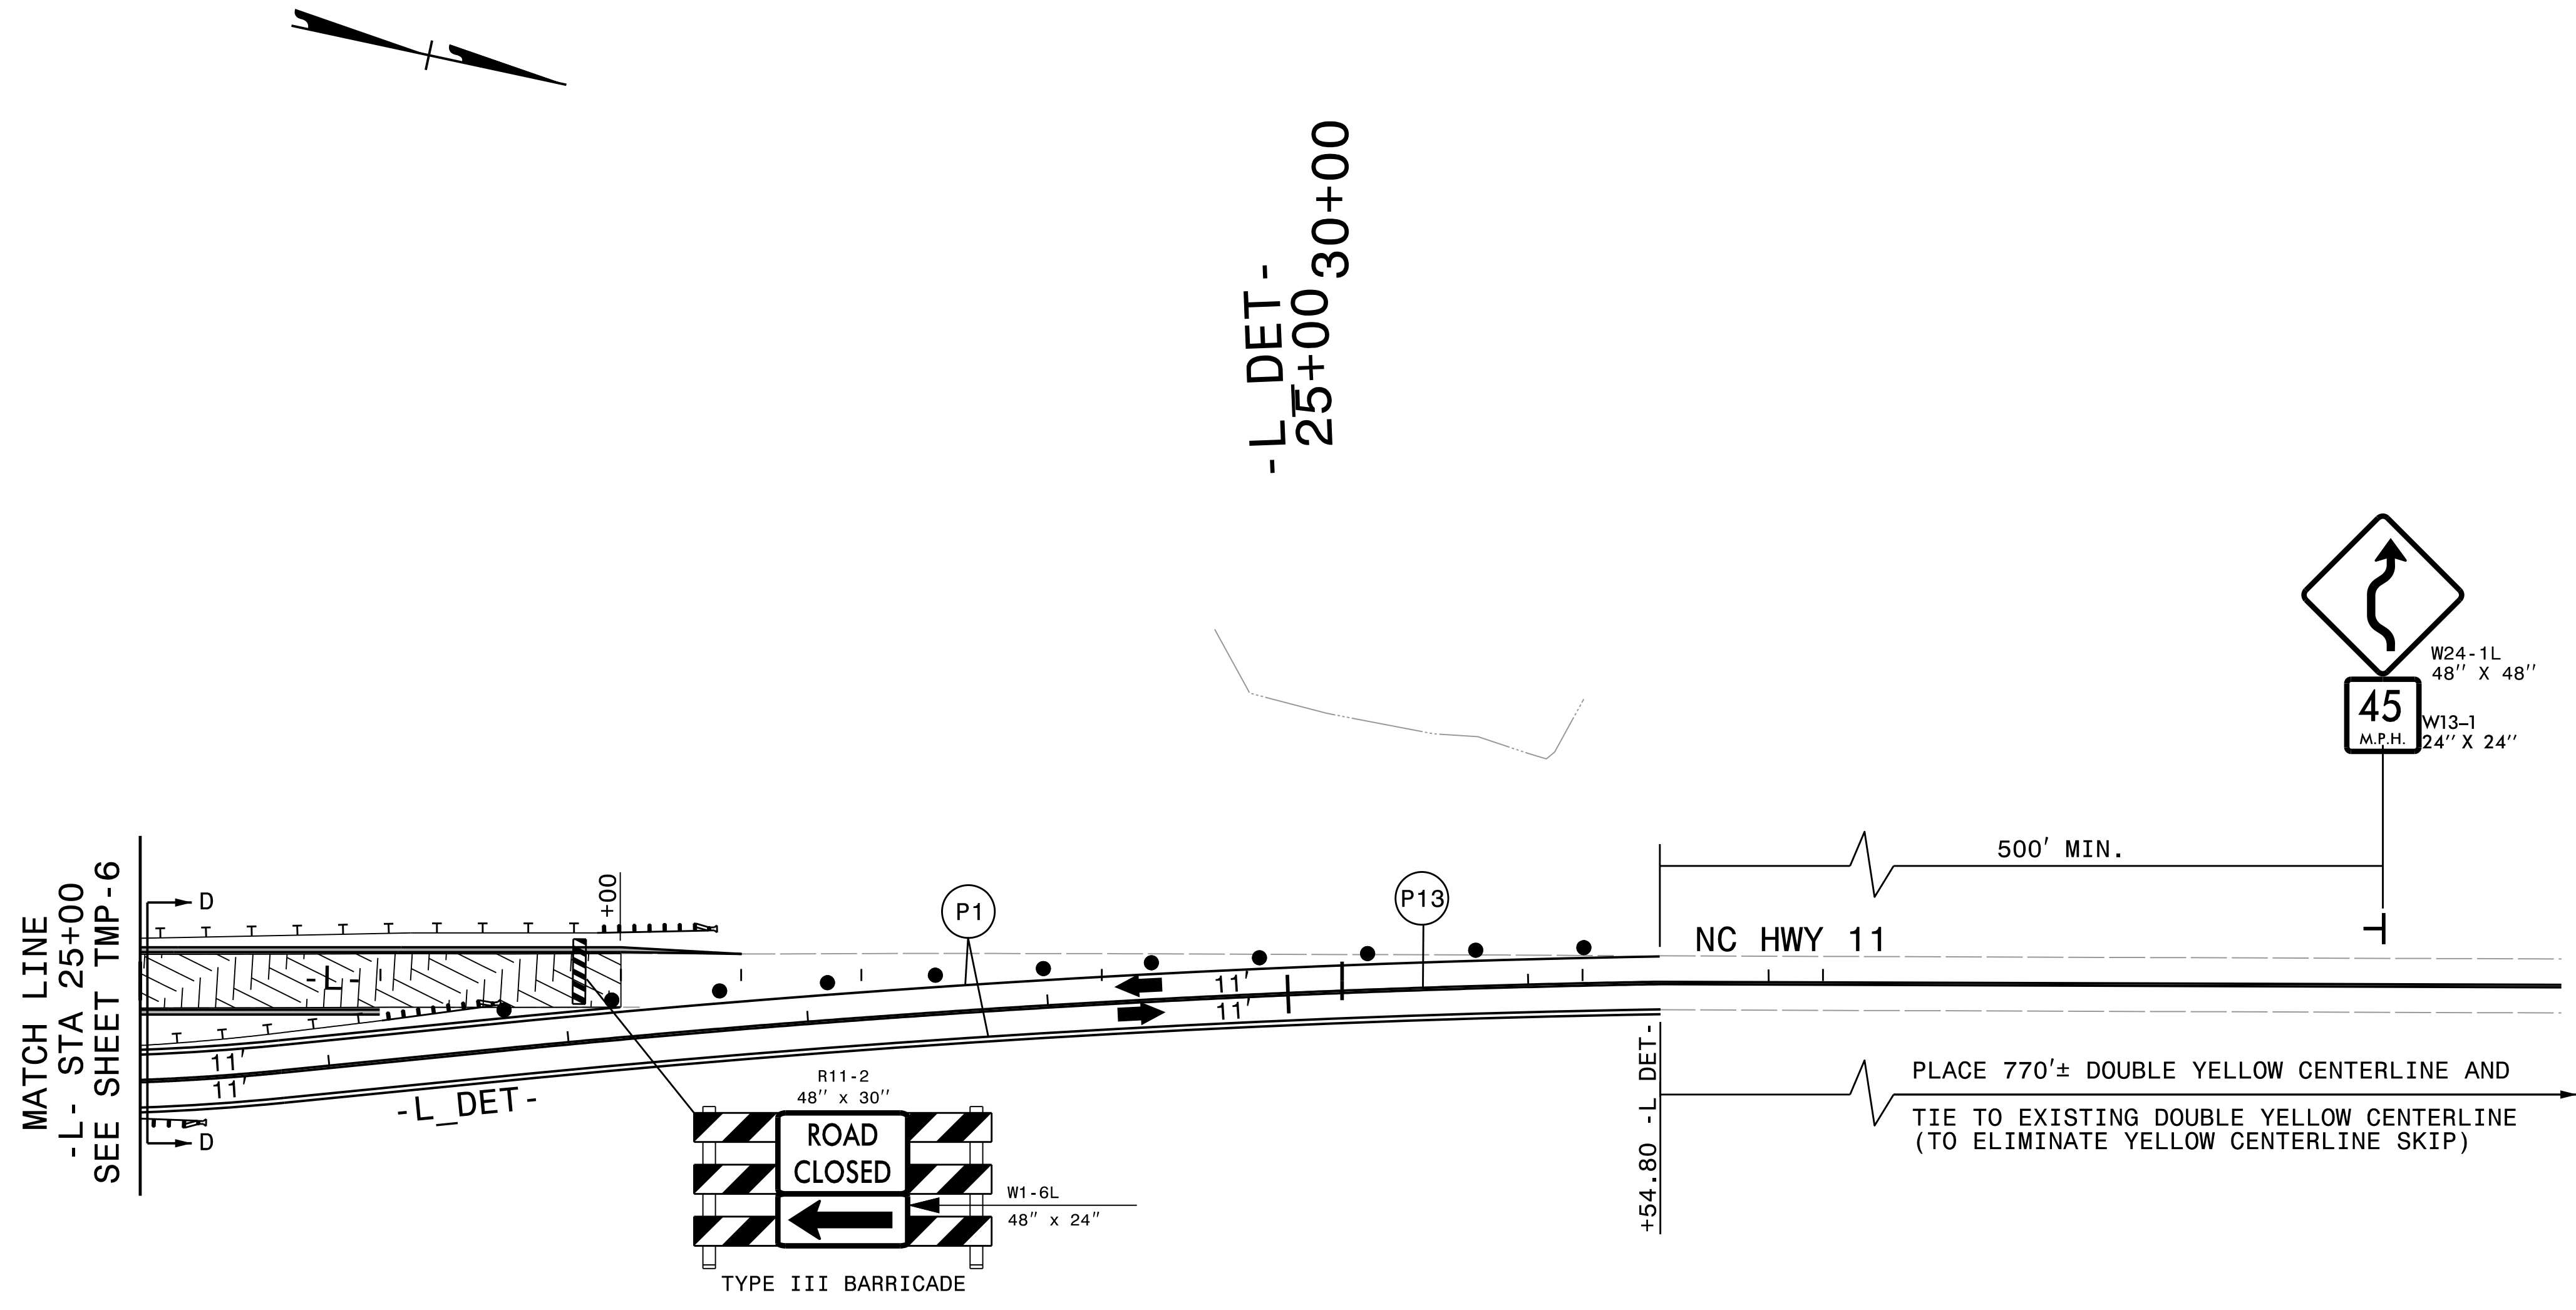 -L_DET-
25+00
30+00
W24-1L
48'' X 48''
45
M.P.H.
W13-1
24'' X 24''
500' MIN.
NC HWY 11
MATCH LINE
-L- STA 25+00
SEE SHEET TMP-6
D
D
+00
-L-
P1
P13
11'
11'
11'
11'
-L_DET-
+54.80 -L DET-
PLACE 770'± DOUBLE YELLOW CENTERLINE AND
TIE TO EXISTING DOUBLE YELLOW CENTERLINE
(TO ELIMINATE YELLOW CENTERLINE SKIP)
R11-2
48'' x 30''
ROAD
CLOSED
W1-6L
48" x 24"
TYPE III BARRICADE